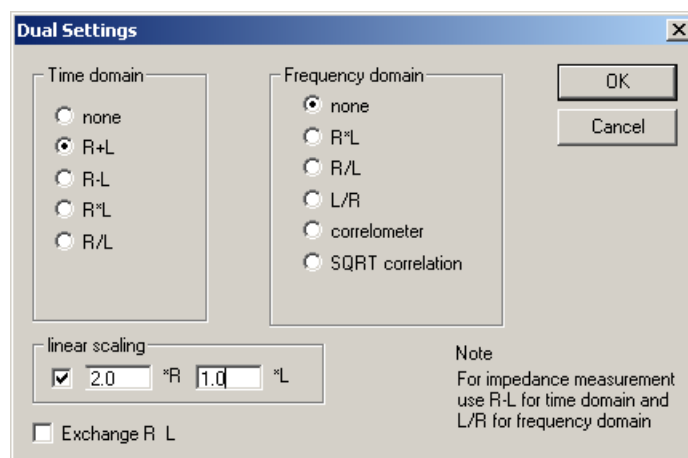 Dual Settings
Time domain
none
R+L
R-L
R*L
R/L
Frequency domain
none
R*L
R/L
L/R
correlometer
SQRT correlation
OK
Cancel
linear scaling
2.0 *R 1.0 *L
Exchange R L
Note
For impedance measurement
use R-L for time domain and
L/R for frequency domain